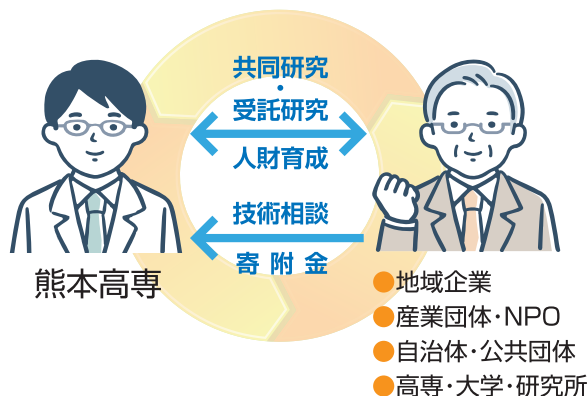 共同研究
・
受託研究
人財育成
技術相談
寄附金
熊本高専
●地域企業
●産業団体・NPO
●自治体・公共団体
●高専・大学・研究所